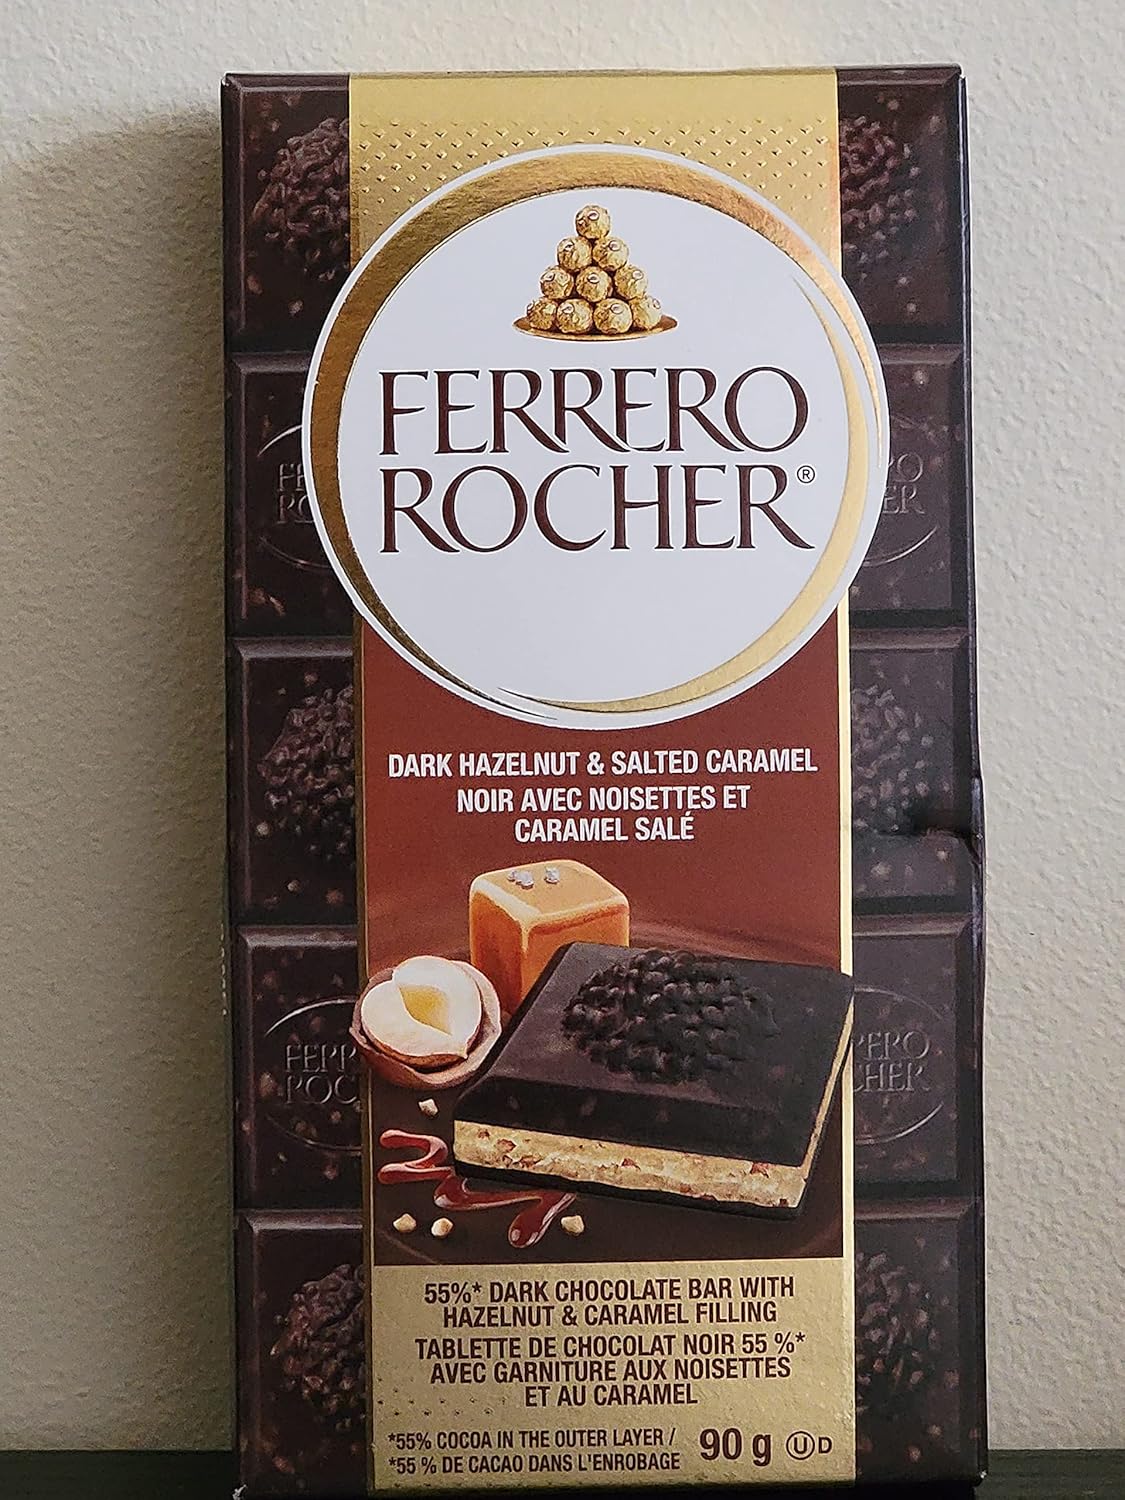 FERRERO
ROCHER®
DARK HAZELNUT & SALTED CARAMEL
NOIR AVEC NOISETTES ET
CARAMEL SALÉ
55%* DARK CHOCOLATE BAR WITH
HAZELNUT & CARAMEL FILLING
TABLETTE DE CHOCOLAT NOIR 55 %*
AVEC GARNITURE AUX NOISETTES
ET AU CARAMEL
*55% COCOA IN THE OUTER LAYER /
*55 % DE CACAO DANS L'ENROBAGE
90 g Ⓤ D